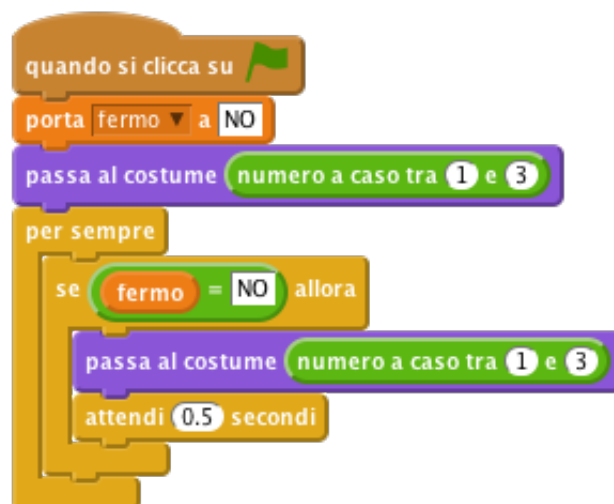 quando si clicca su
porta fermo a NO
passa al costume numero a caso tra 1 e 3
per sempre
se fermo = NO allora
passa al costume numero a caso tra 1 e 3
attendi 0.5 secondi